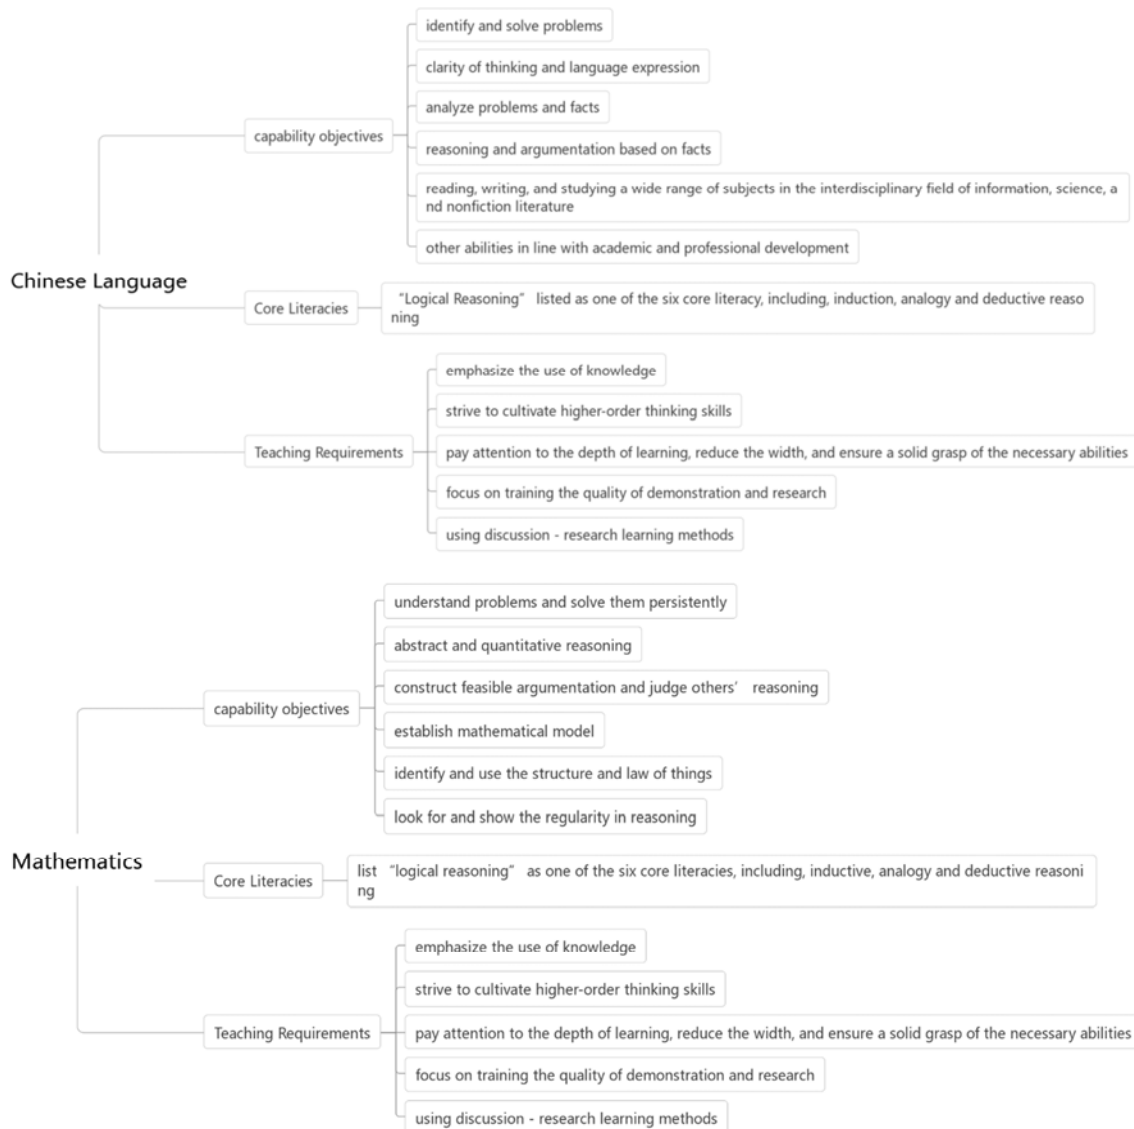 Chinese Language
capability objectives
identify and solve problems
clarity of thinking and language expression
analyze problems and facts
reasoning and argumentation based on facts
reading, writing, and studying a wide range of subjects in the interdisciplinary field of information, science, a
nd nonfiction literature
other abilities in line with academic and professional development
Core Literacies
“Logical Reasoning” listed as one of the six core literacy, including, induction, analogy and deductive reaso
ning
Teaching Requirements
emphasize the use of knowledge
strive to cultivate higher-order thinking skills
pay attention to the depth of learning, reduce the width, and ensure a solid grasp of the necessary abilities
focus on training the quality of demonstration and research
using discussion - research learning methods
Mathematics
capability objectives
understand problems and solve them persistently
abstract and quantitative reasoning
construct feasible argumentation and judge others’ reasoning
establish mathematical model
identify and use the structure and law of things
look for and show the regularity in reasoning
Core Literacies
list “logical reasoning” as one of the six core literacies, including, inductive, analogy and deductive reasoni
ng
Teaching Requirements
emphasize the use of knowledge
strive to cultivate higher-order thinking skills
pay attention to the depth of learning, reduce the width, and ensure a solid grasp of the necessary abilities
focus on training the quality of demonstration and research
using discussion - research learning methods